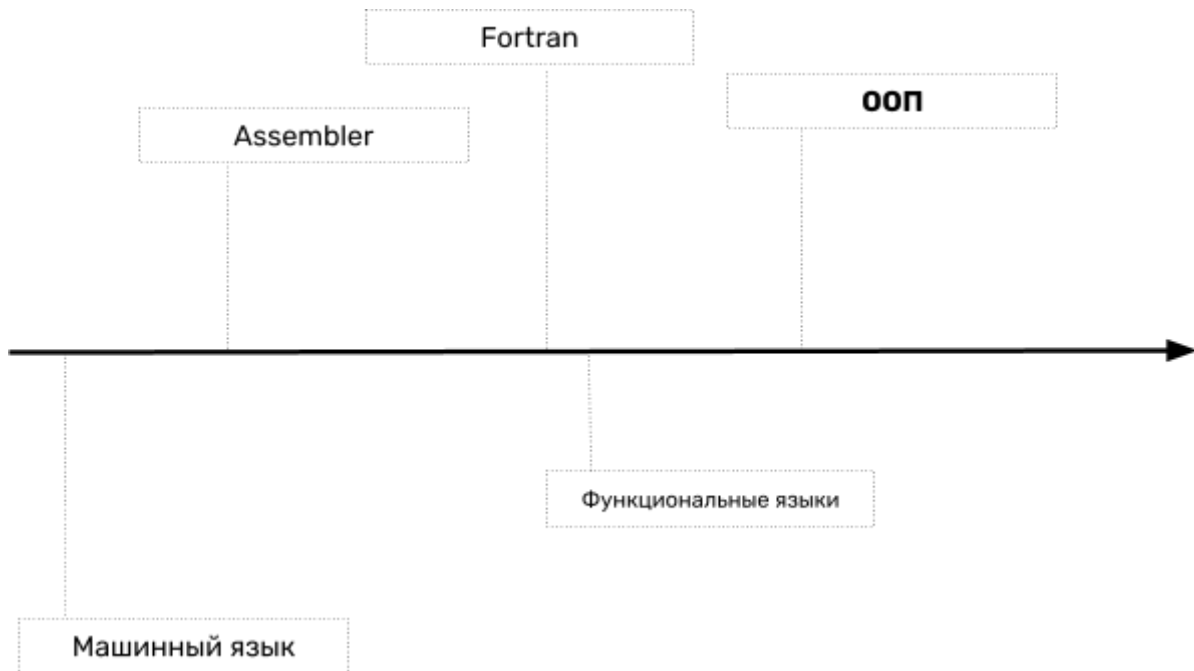 Fortran
ООП
Assembler
Функциональные языки
Машинный язык